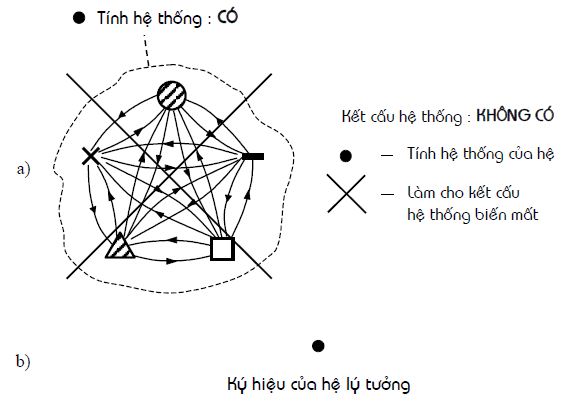 Tính hệ thống : CÓ
Kết cấu hệ thống : KHÔNG CÓ
a)
– Tính hệ thống của hệ
– Làm cho kết cấu
hệ thống biến mất
b)
Ký hiệu của hệ lý tưởng